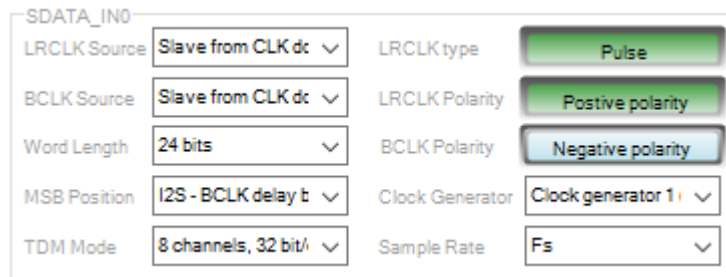 SDATA_IN0
LRCLK Source Slave from CLK dc LRCLK type Pulse
BCLK Source Slave from CLK dc LRCLK Polarity Postive polarity
Word Length 24 bits BCLK Polarity Negative polarity
MSB Position I2S - BCLK delay b Clock Generator Clock generator 1
TDM Mode 8 channels, 32 bit/ Sample Rate Fs